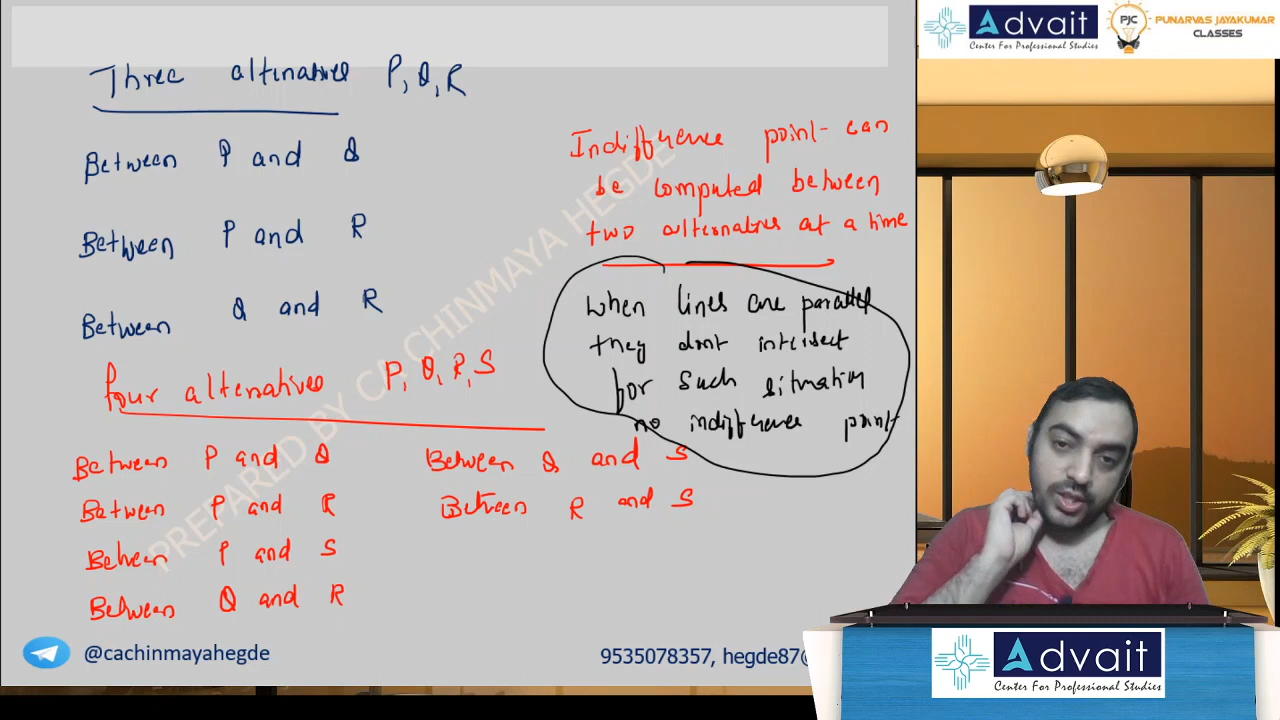 Three altinatives P, Q, R
Between P and Q
Between P and R
Between Q and R
Indifference point can
be computed between
two alternatives at a time
When lines are parallel
they dont intersect
for such situation
no indifference point
four alternatives P, Q, R, S
Between P and Q
Between P and R
Between P and S
Between Q and R
Between Q and S
Between R and S
PREPARED BY CA CHINMAYA HEGDE
@cachinmayahegde
9535078357, hegde87@
Advait
Center For Professional Studies
PJC
PUNARVAS JAYAKUMAR
CLASSES
Advait
Center For Professional Studies